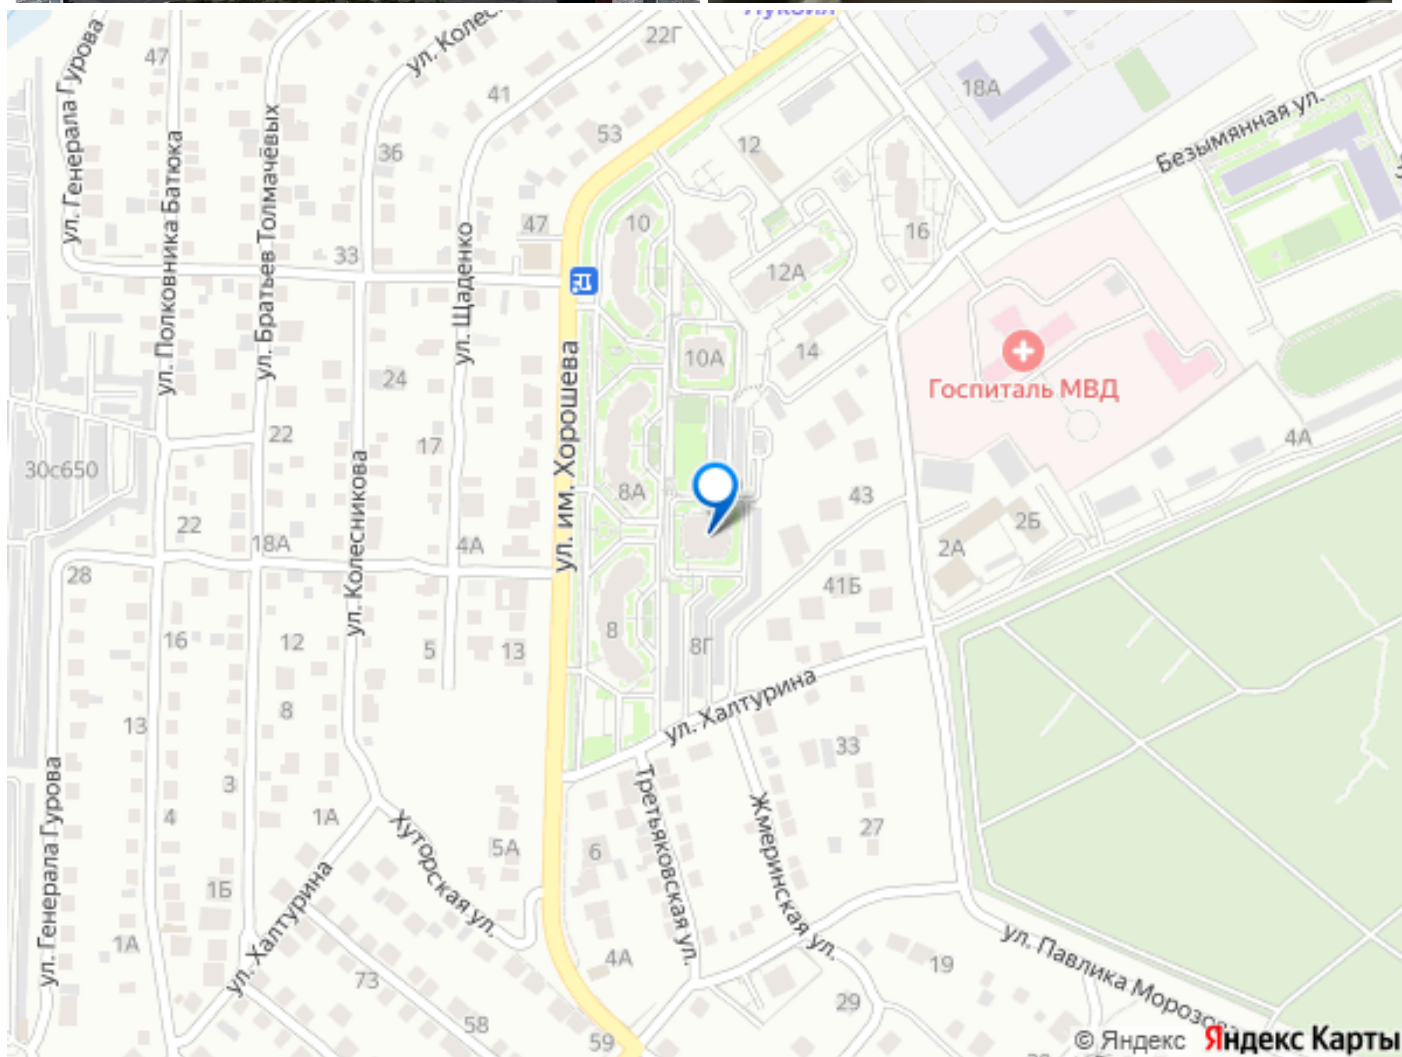 Лукойл
ул. Генерала Гурова
47
ул. Колес
22Г
41
53
36
12
18А
Безымянная ул.
ул. Полковника Батюка
ул. Братьев Толмачёвых
ул. Щаденко
47
10
16
33
12А
10А
14
24
Госпиталь МВД
ул. им. Хорошева
22
17
4А
30с650
8А
43
ул. Колесникова
22
18А
4А
2Б
2А
28
41Б
16
12
5
13
8
8Г
8
13
ул. Халтурина
33
ул. Генерала Гурова
3
4
1А
Хуторская ул.
5А
6
Третьяковская ул.
Жмеринская ул.
27
1Б
ул. Халтурина
1А
73
4А
19
ул. Павлика Морозов
58
59
29
© Яндекс Яндекс Карты